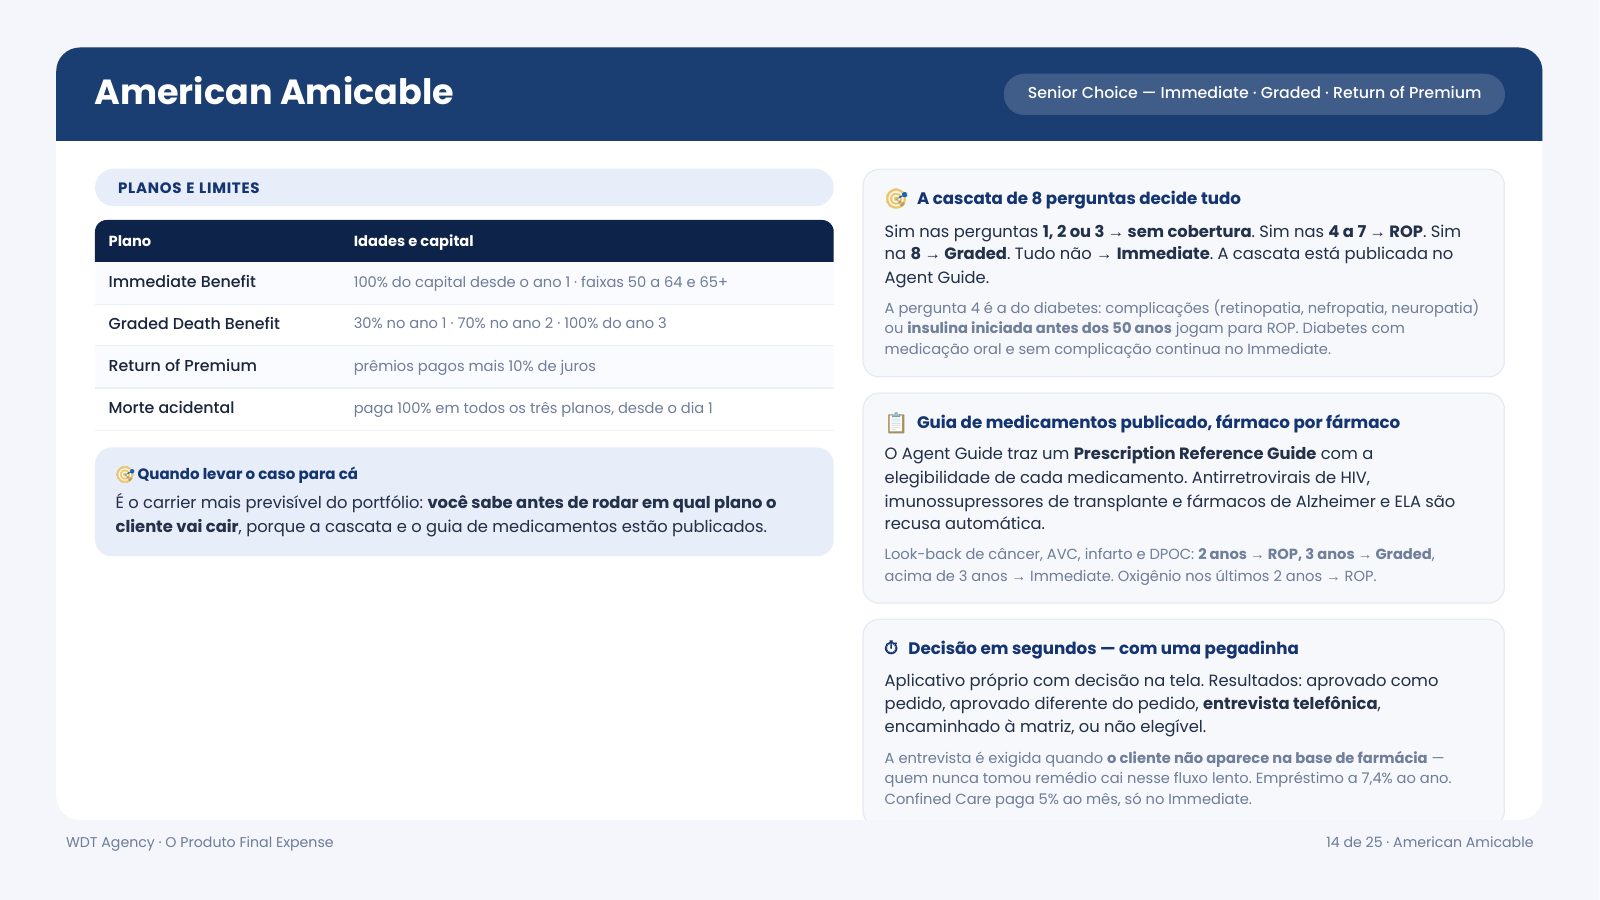 American Amicable
Senior Choice — Immediate · Graded · Return of Premium
PLANOS E LIMITES
Plano Idades e capital
Immediate Benefit 100% do capital desde o ano 1 · faixas 50 a 64 e 65+
Graded Death Benefit 30% no ano 1 · 70% no ano 2 · 100% do ano 3
Return of Premium prêmios pagos mais 10% de juros
Morte acidental paga 100% em todos os três planos, desde o dia 1
🎯 Quando levar o caso para cá
É o carrier mais previsível do portfólio: você sabe antes de rodar em qual plano o
cliente vai cair, porque a cascata e o guia de medicamentos estão publicados.
🎯 A cascata de 8 perguntas decide tudo
Sim nas perguntas 1, 2 ou 3 → sem cobertura. Sim nas 4 a 7 → ROP. Sim
na 8 → Graded. Tudo não → Immediate. A cascata está publicada no
Agent Guide.
A pergunta 4 é a do diabetes: complicações (retinopatia, nefropatia, neuropatia)
ou insulina iniciada antes dos 50 anos jogam para ROP. Diabetes com
medicação oral e sem complicação continua no Immediate.
📋 Guia de medicamentos publicado, fármaco por fármaco
O Agent Guide traz um Prescription Reference Guide com a
elegibilidade de cada medicamento. Antirretrovirais de HIV,
imunossupressores de transplante e fármacos de Alzheimer e ELA são
recusa automática.
Look-back de câncer, AVC, infarto e DPOC: 2 anos → ROP, 3 anos → Graded,
acima de 3 anos → Immediate. Oxigênio nos últimos 2 anos → ROP.
⏱ Decisão em segundos — com uma pegadinha
Aplicativo próprio com decisão na tela. Resultados: aprovado como
pedido, aprovado diferente do pedido, entrevista telefônica,
encaminhado à matriz, ou não elegível.
A entrevista é exigida quando o cliente não aparece na base de farmácia —
quem nunca tomou remédio cai nesse fluxo lento. Empréstimo a 7,4% ao ano.
Confined Care paga 5% ao mês, só no Immediate.
WDT Agency · O Produto Final Expense
14 de 25 · American Amicable